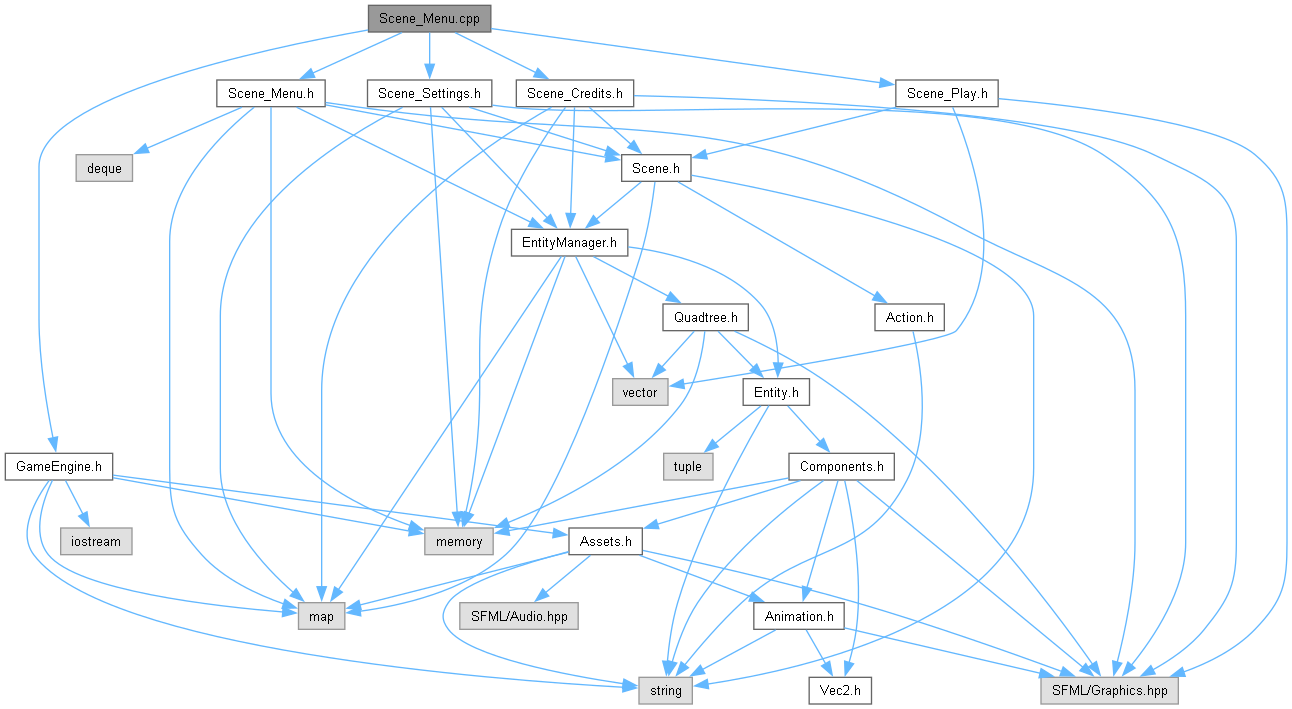 Scene_Menu.cpp
Scene_Menu.h
Scene_Settings.h
Scene_Credits.h
Scene_Play.h
deque
Scene.h
EntityManager.h
Quadtree.h
Action.h
vector
Entity.h
GameEngine.h
tuple
Components.h
iostream
memory
Assets.h
map
SFML/Audio.hpp
Animation.h
string
Vec2.h
SFML/Graphics.hpp